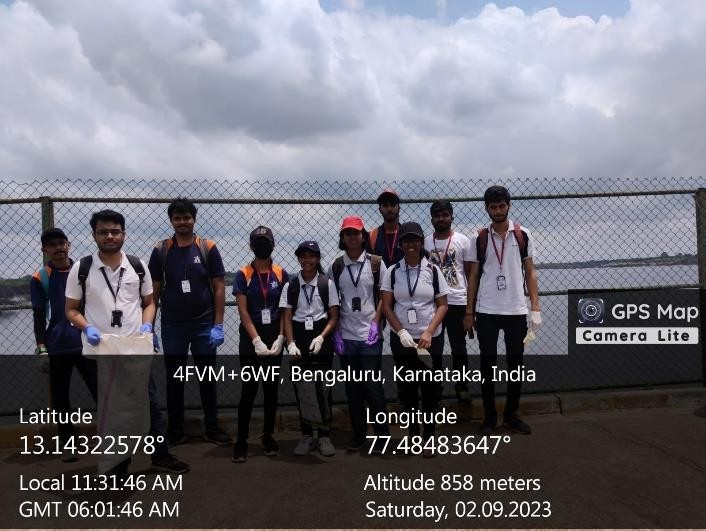 GPS Map
Camera Lite
4FVM+6WF, Bengaluru, Karnataka, India
Latitude
13.14322578°
Longitude
77.48483647°
Local 11:31:46 AM
GMT 06:01:46 AM
Altitude 858 meters
Saturday, 02.09.2023